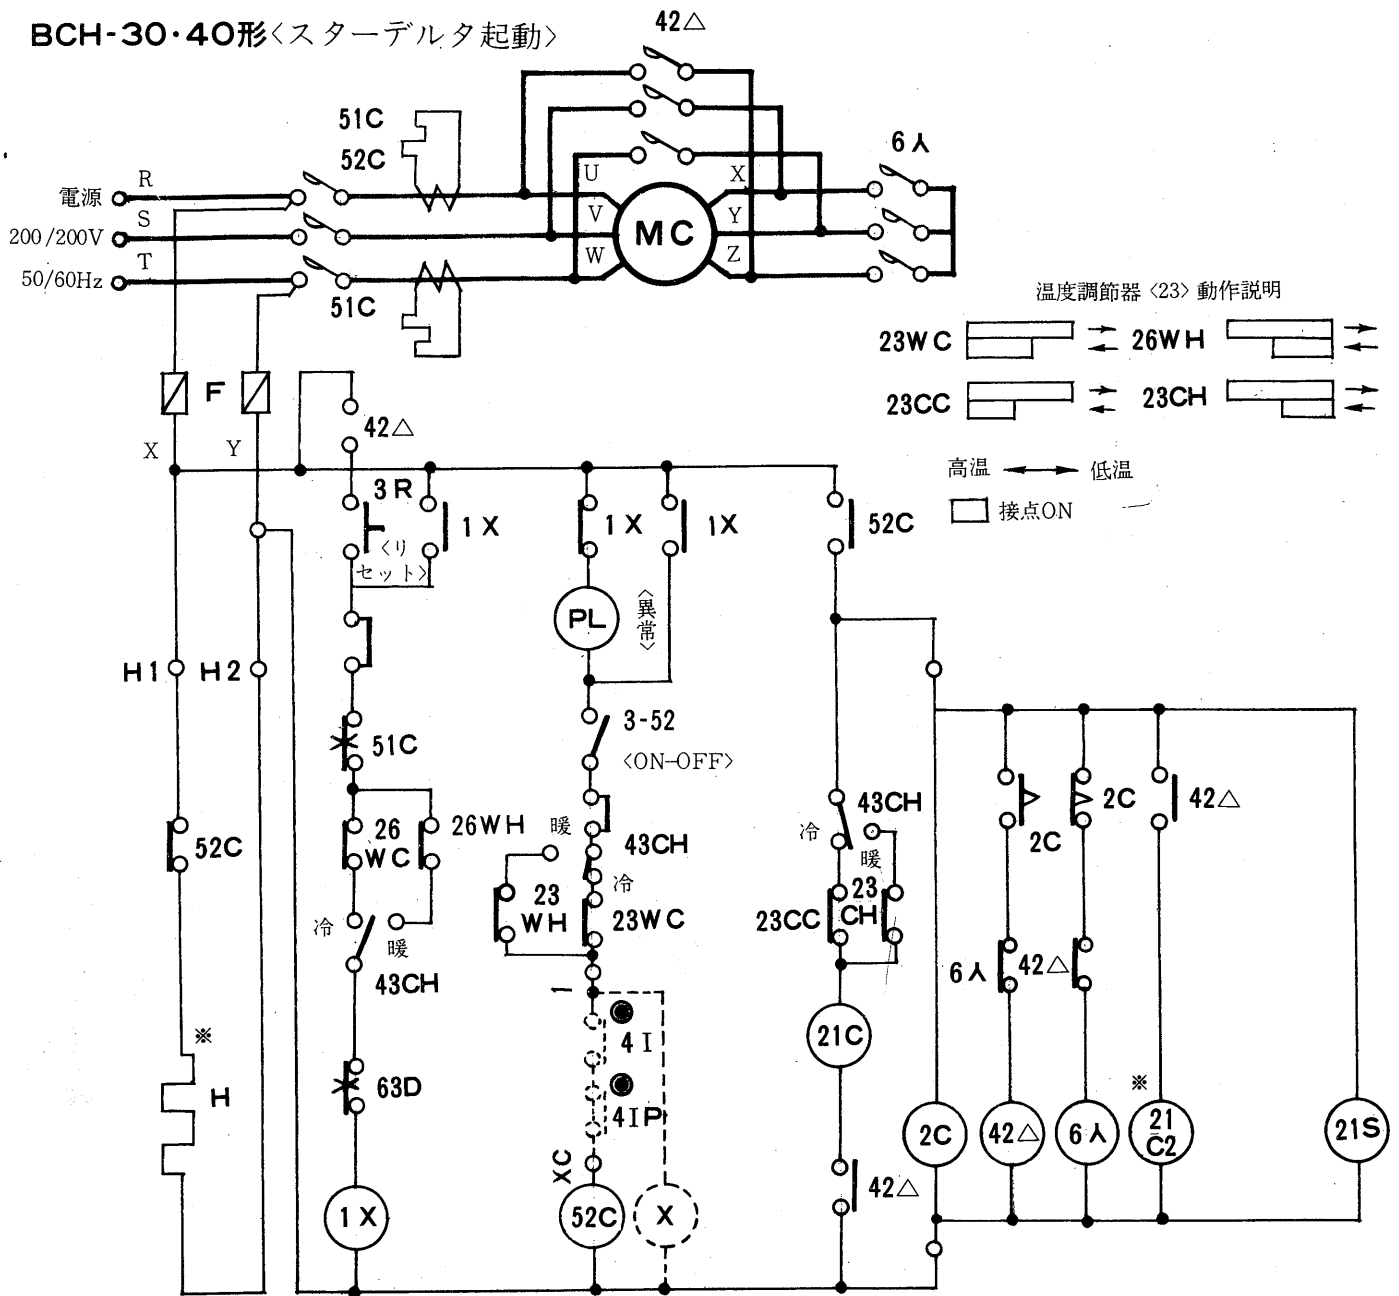 BCH-30・40形〈スターデルタ起動〉
42△
51C
52C
6人
R
U
X
電源
S
V
MC
Y
200/200V
T
W
Z
50/60Hz
51C
温度調節器〈23〉動作説明
23WC
26WH
23CC
23CH
F
42△
X
Y
高温
低温
3R
接点ON
1X
1X
1X
52C
〈リ
セット〉
PL
〈異常〉
H1
H2
3-52
51C
〈ON-OFF〉
43CH
2C
42△
26
WC
26WH
暖
43CH
冷
暖
2C
52C
冷
23
WH
23WC
23CC
23
CH
冷
暖
43CH
6人
42△
1
※
4I
21C
H
63D
4IP
※
2C
42△
6人
21
C2
21S
XC
42△
1X
52C
X